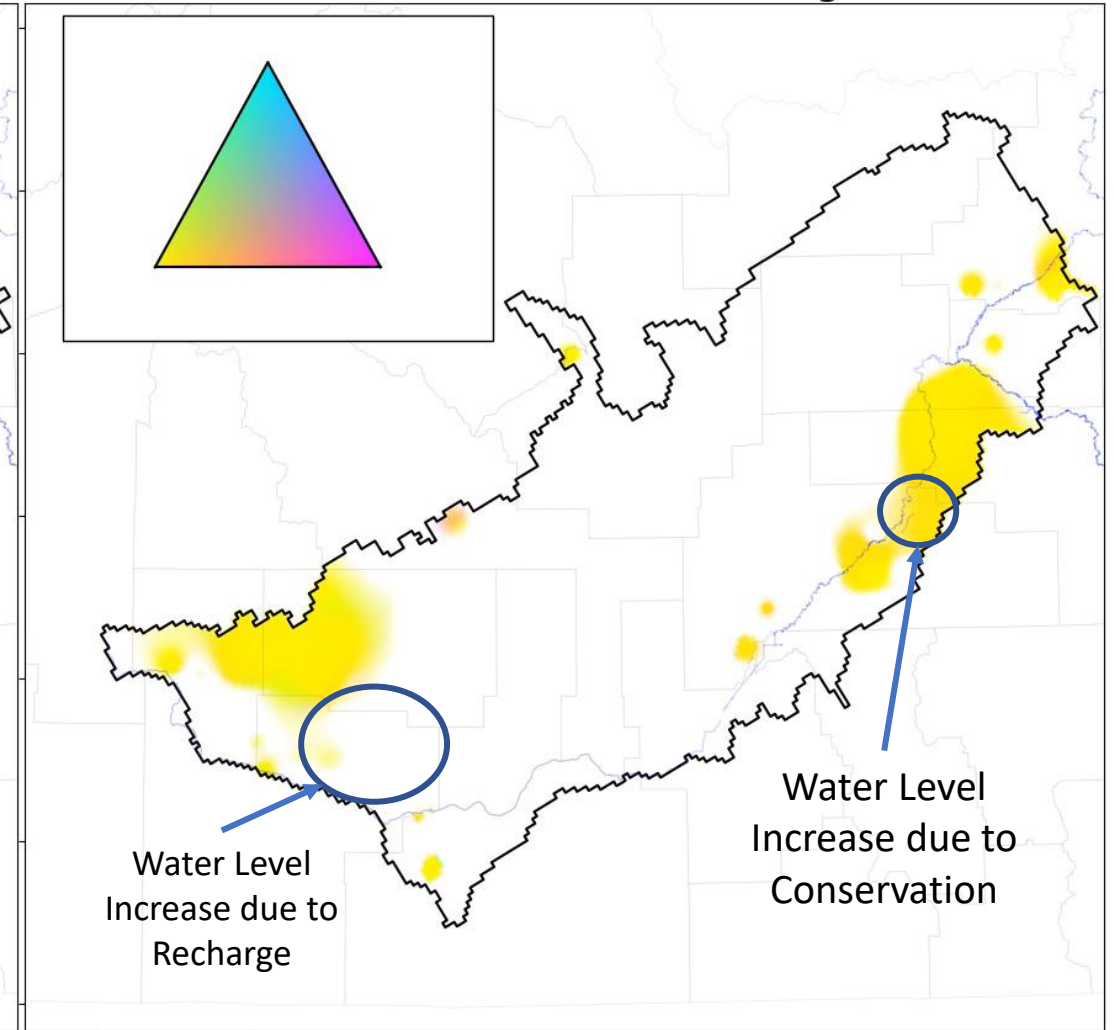 Water Level
Increase due to
Conservation
Water Level
Increase due to
Recharge